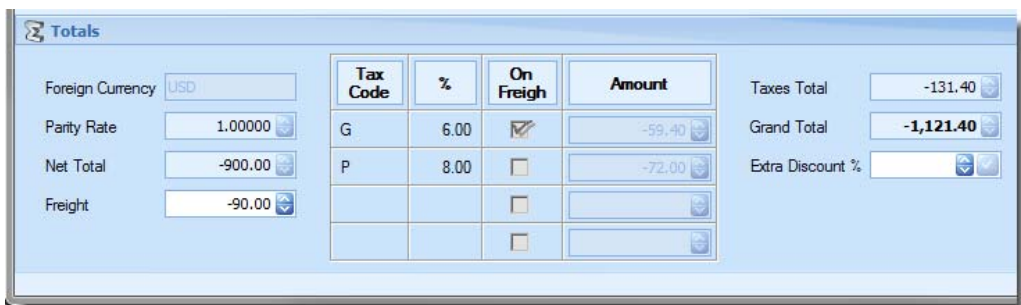 Totals
Foreign Currency USD
Parity Rate 1.00000
Net Total -900.00
Freight -90.00
Tax Code % On Freigh Amount
G 6.00 -59.40
P 8.00 -72.00
Taxes Total -131.40
Grand Total -1,121.40
Extra Discount %